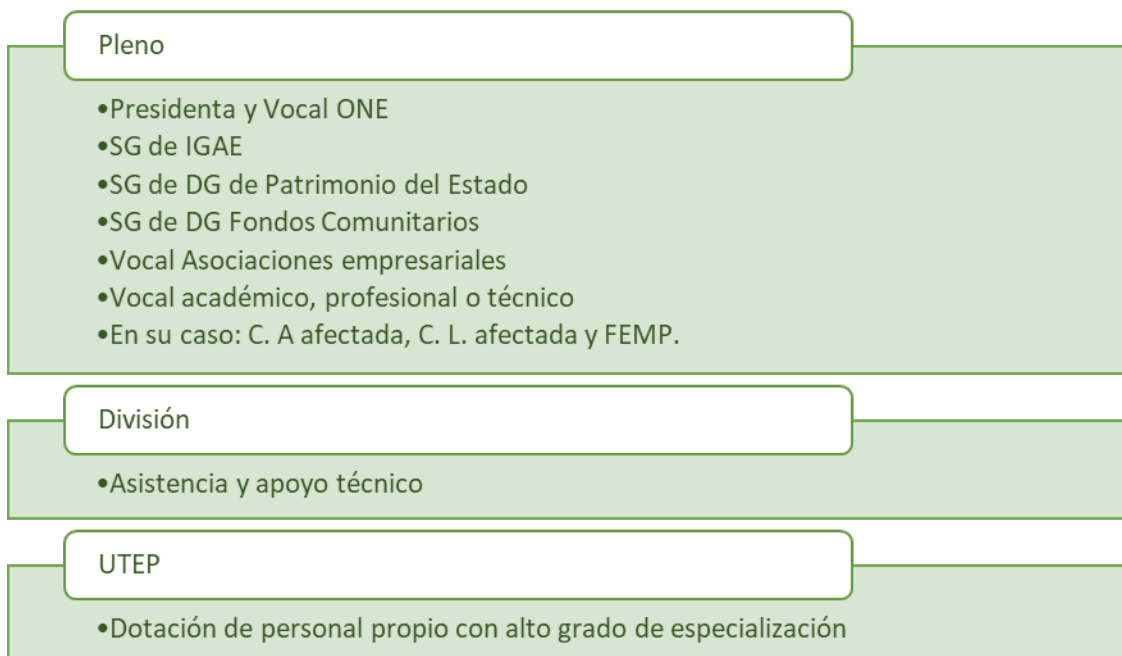 Pleno
•Presidenta y Vocal ONE
•SG de IGAE
•SG de DG de Patrimonio del Estado
•SG de DG Fondos Comunitarios
•Vocal Asociaciones empresariales
•Vocal académico, profesional o técnico
•En su caso: C. A afectada, C. L. afectada y FEMP.
División
•Asistencia y apoyo técnico
UTEP
•Dotación de personal propio con alto grado de especialización